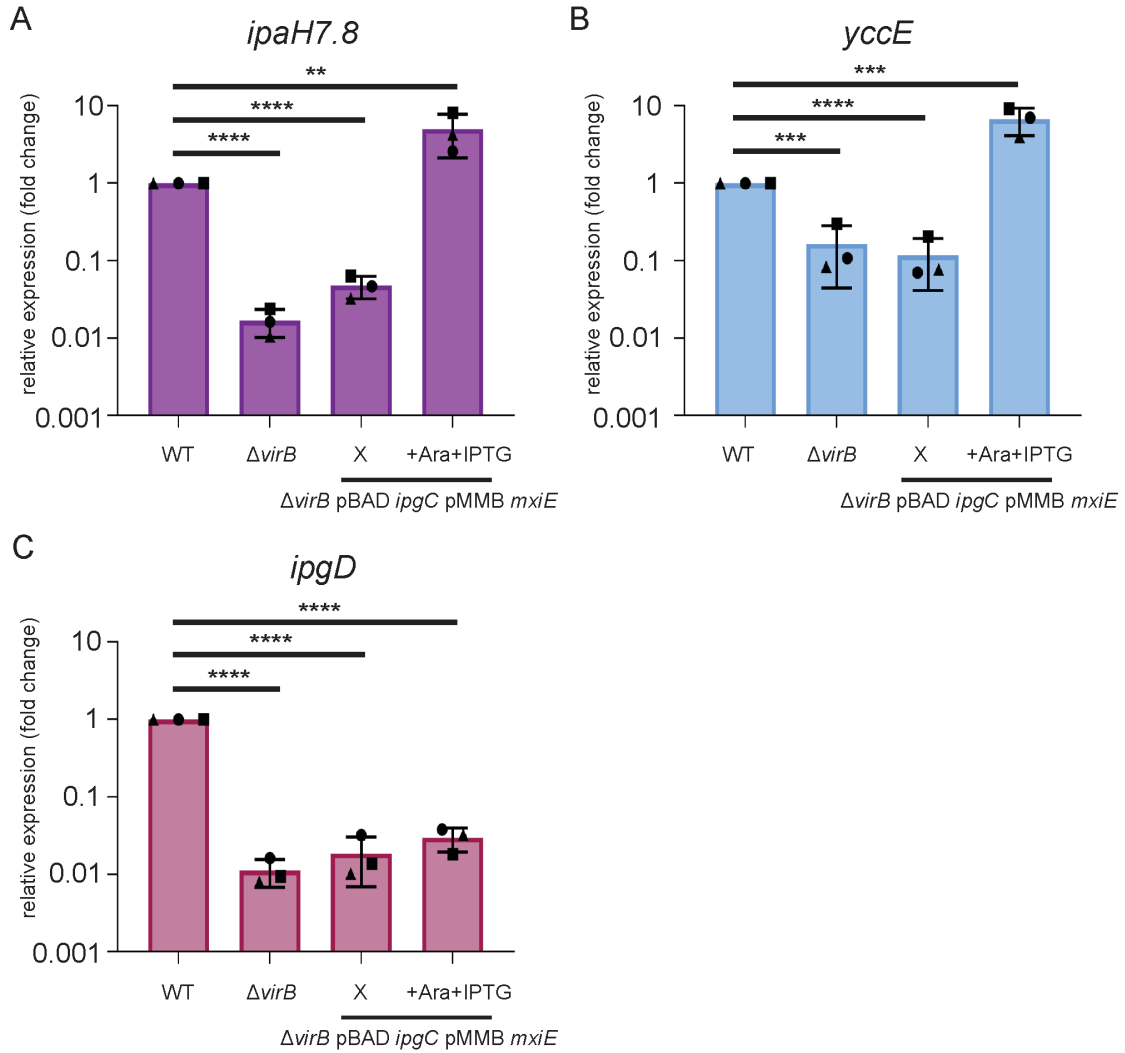 A
ipaH7.8
relative expression (fold change)
**
****
****
10
1
0.1
0.01
0.001
WT
ΔvirB
X
+Ara+IPTG
ΔvirB pBAD ipgC pMMB mxiE
B
yccE
relative expression (fold change)
***
****
***
10
1
0.1
0.01
0.001
WT
ΔvirB
X
+Ara+IPTG
ΔvirB pBAD ipgC pMMB mxiE
C
ipgD
relative expression (fold change)
****
****
****
10
1
0.1
0.01
0.001
WT
ΔvirB
X
+Ara+IPTG
ΔvirB pBAD ipgC pMMB mxiE